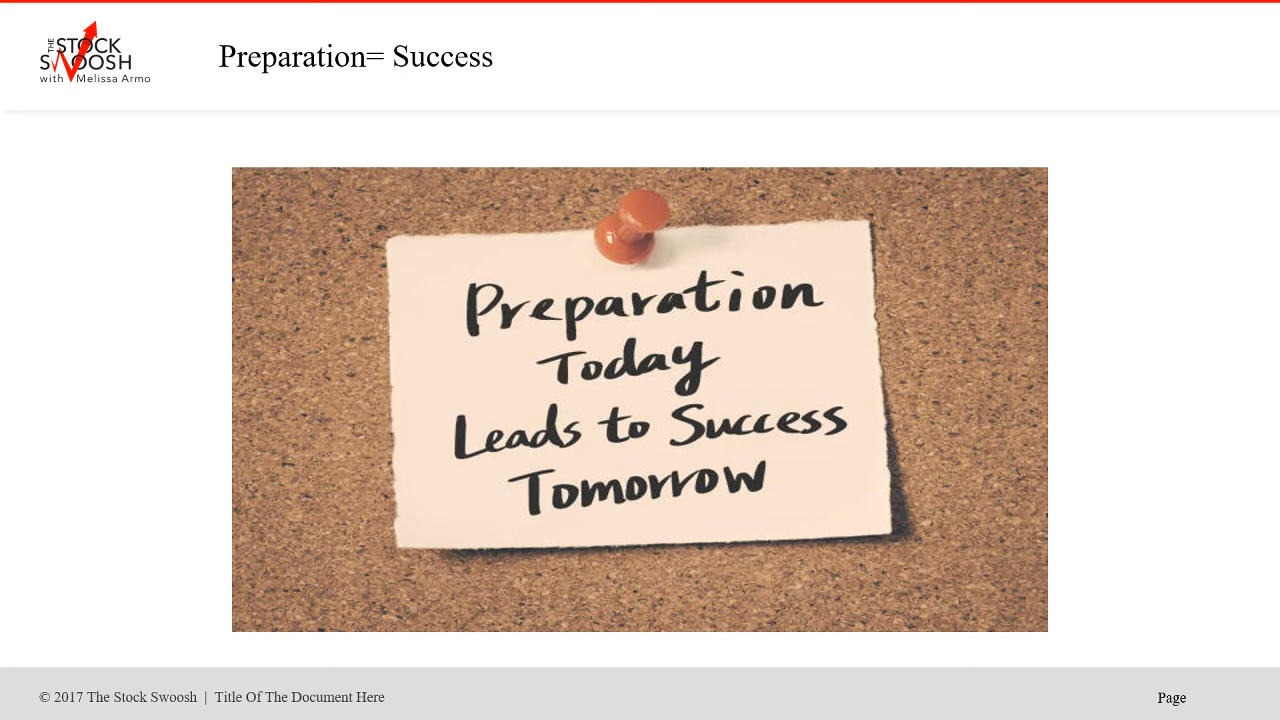 THE
STOCK
SWOOSH
with Melissa Armo
Preparation= Success
Preparation
Today
Leads to Success
Tomorrow
© 2017 The Stock Swoosh | Title Of The Document Here
Page